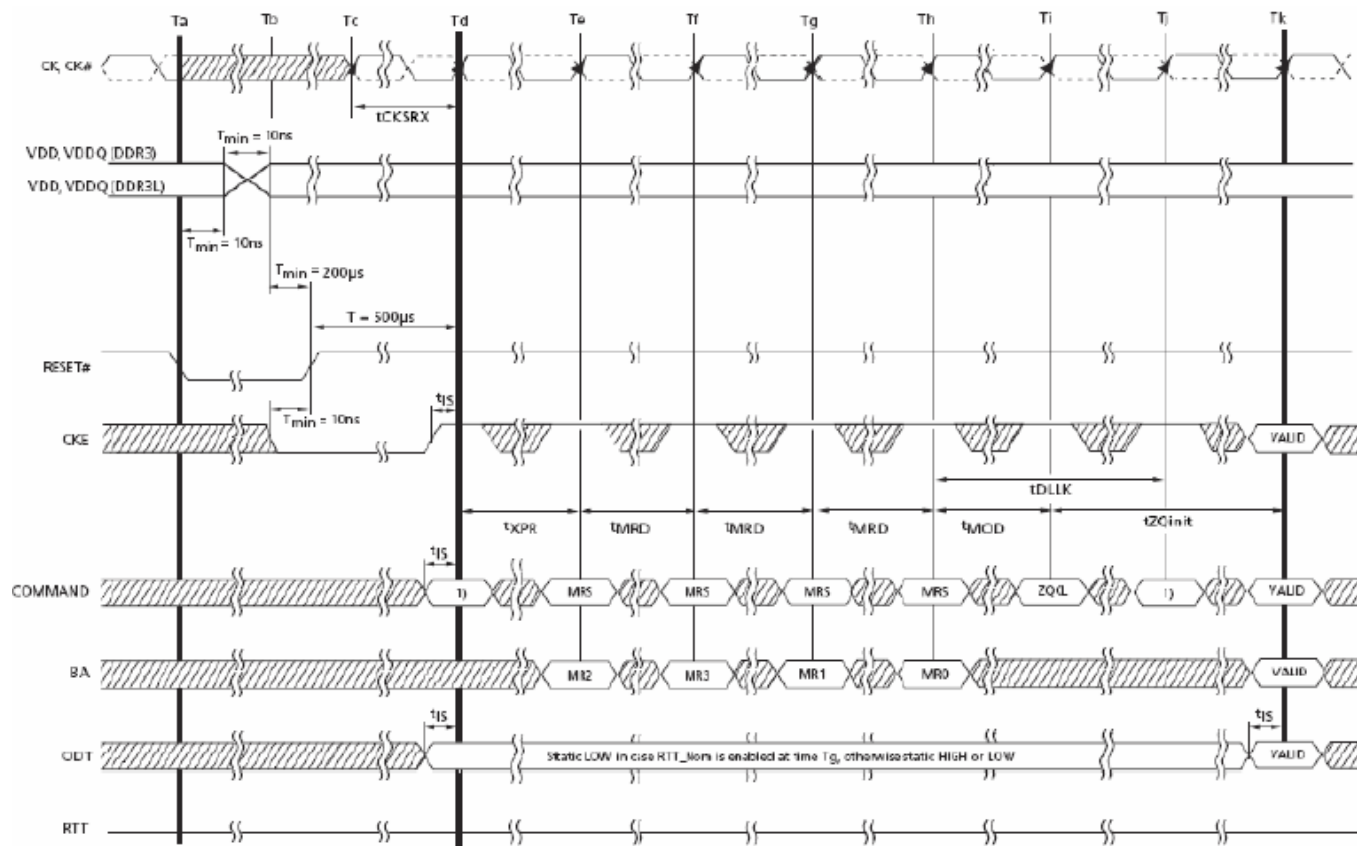 Ta Tb Tc Td Te Tf Tg Th Ti Tj Tk
CK, CK#
tCKSRX
Tmin = 10ns
VDD, VDDQ (DDR3)
VDD, VDDQ (DDR3L)
Tmin = 10ns
Tmin = 200µs
T = 500µs
RESET#
tIS
Tmin = 10ns
CKE VALID
tDLLK
tXPR tMRD tMRD tMRD tMOD tZQinit
tIS
COMMAND 1) MRS MRS MRS MRS ZQCL 1) VALID
BA MR2 MR3 MR1 MR0 VALID
tIS tIS
ODT Static LOW in case RTT_Nom is enabled at time Tg, otherwise static HIGH or LOW VALID
RTT